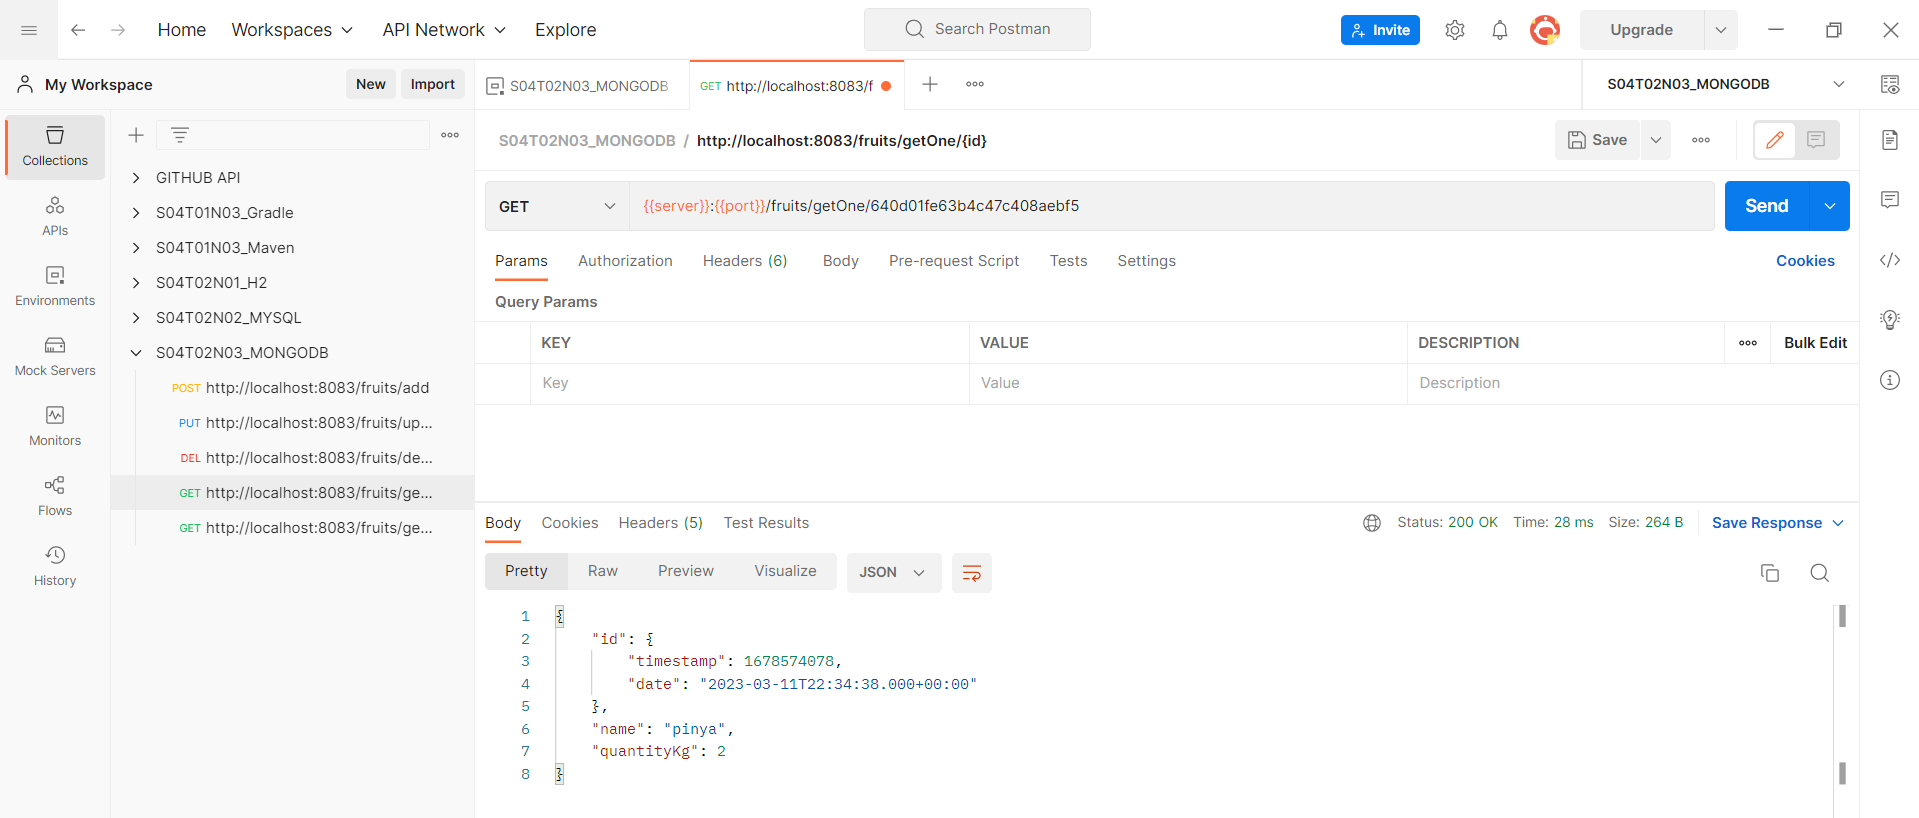 Home Workspaces API Network Explore Search Postman Invite Upgrade
My Workspace New Import
S04T02N03_MONGODB GET http://localhost:8083/f S04T02N03_MONGODB
Collections
APIs
Environments
Mock Servers
Monitors
Flows
History
GITHUB API
S04T01N03_Gradle
S04T01N03_Maven
S04T02N01_H2
S04T02N02_MYSQL
S04T02N03_MONGODB
POST http://localhost:8083/fruits/add
PUT http://localhost:8083/fruits/up...
DEL http://localhost:8083/fruits/de...
GET http://localhost:8083/fruits/ge...
GET http://localhost:8083/fruits/ge...
S04T02N03_MONGODB / http://localhost:8083/fruits/getOne/{id} Save
GET {{server}}:{{port}}/fruits/getOne/640d01fe63b4c47c408aebf5 Send
Params Authorization Headers (6) Body Pre-request Script Tests Settings Cookies
Query Params
KEY VALUE DESCRIPTION Bulk Edit
Key Value Description
Body Cookies Headers (5) Test Results Status: 200 OK Time: 28 ms Size: 264 B Save Response
Pretty Raw Preview Visualize JSON
1 {
2 "id": {
3 "timestamp": 1678574078,
4 "date": "2023-03-11T22:34:38.000+00:00"
5 },
6 "name": "pinya",
7 "quantityKg": 2
8 }